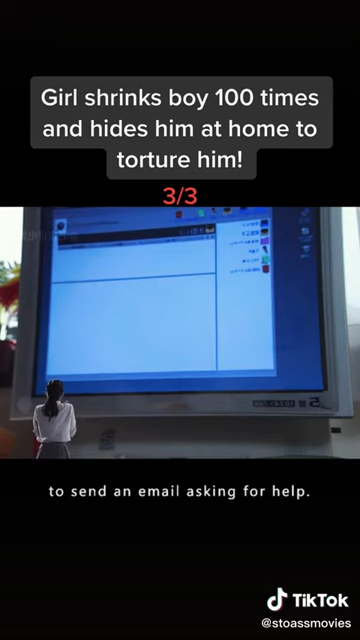 Girl shrinks boy 100 times
and hides him at home to
torture him!
3/3
to send an email asking for help.
TikTok
@stoassmovies